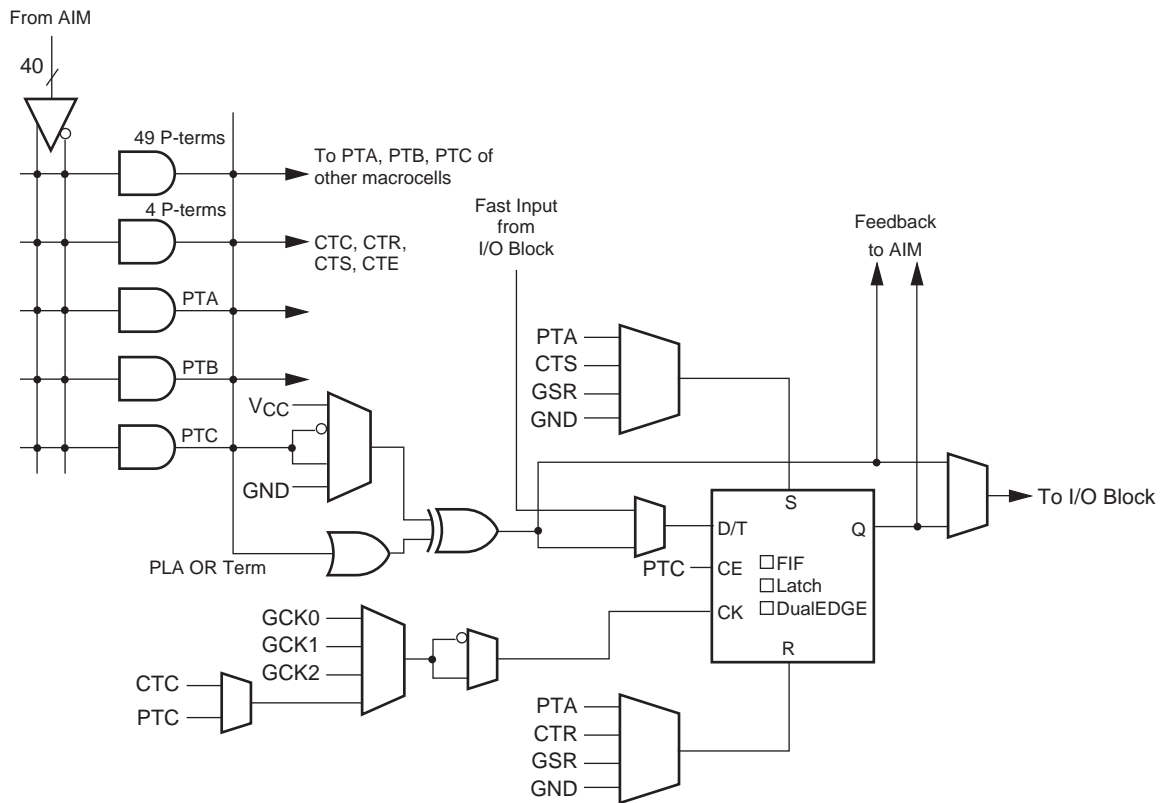 From AIM
40
49 P-terms
To PTA, PTB, PTC of
other macrocells
4 P-terms
CTC, CTR,
CTS, CTE
PTA
PTB
PTC
VCC
GND
PLA OR Term
Fast Input
from
I/O Block
Feedback
to AIM
PTA
CTS
GSR
GND
To I/O Block
S
D/T
Q
PTC
CE
FIF
Latch
DualEDGE
CK
R
GCK0
GCK1
GCK2
CTC
PTC
PTA
CTR
GSR
GND